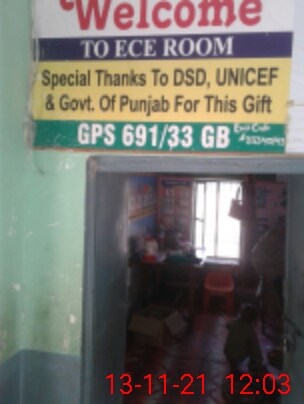 Welcome
TO ECE ROOM
Special Thanks To DSD, UNICEF
& Govt. Of Punjab For This Gift
GPS 691/33 GB
13-11-21 12:03